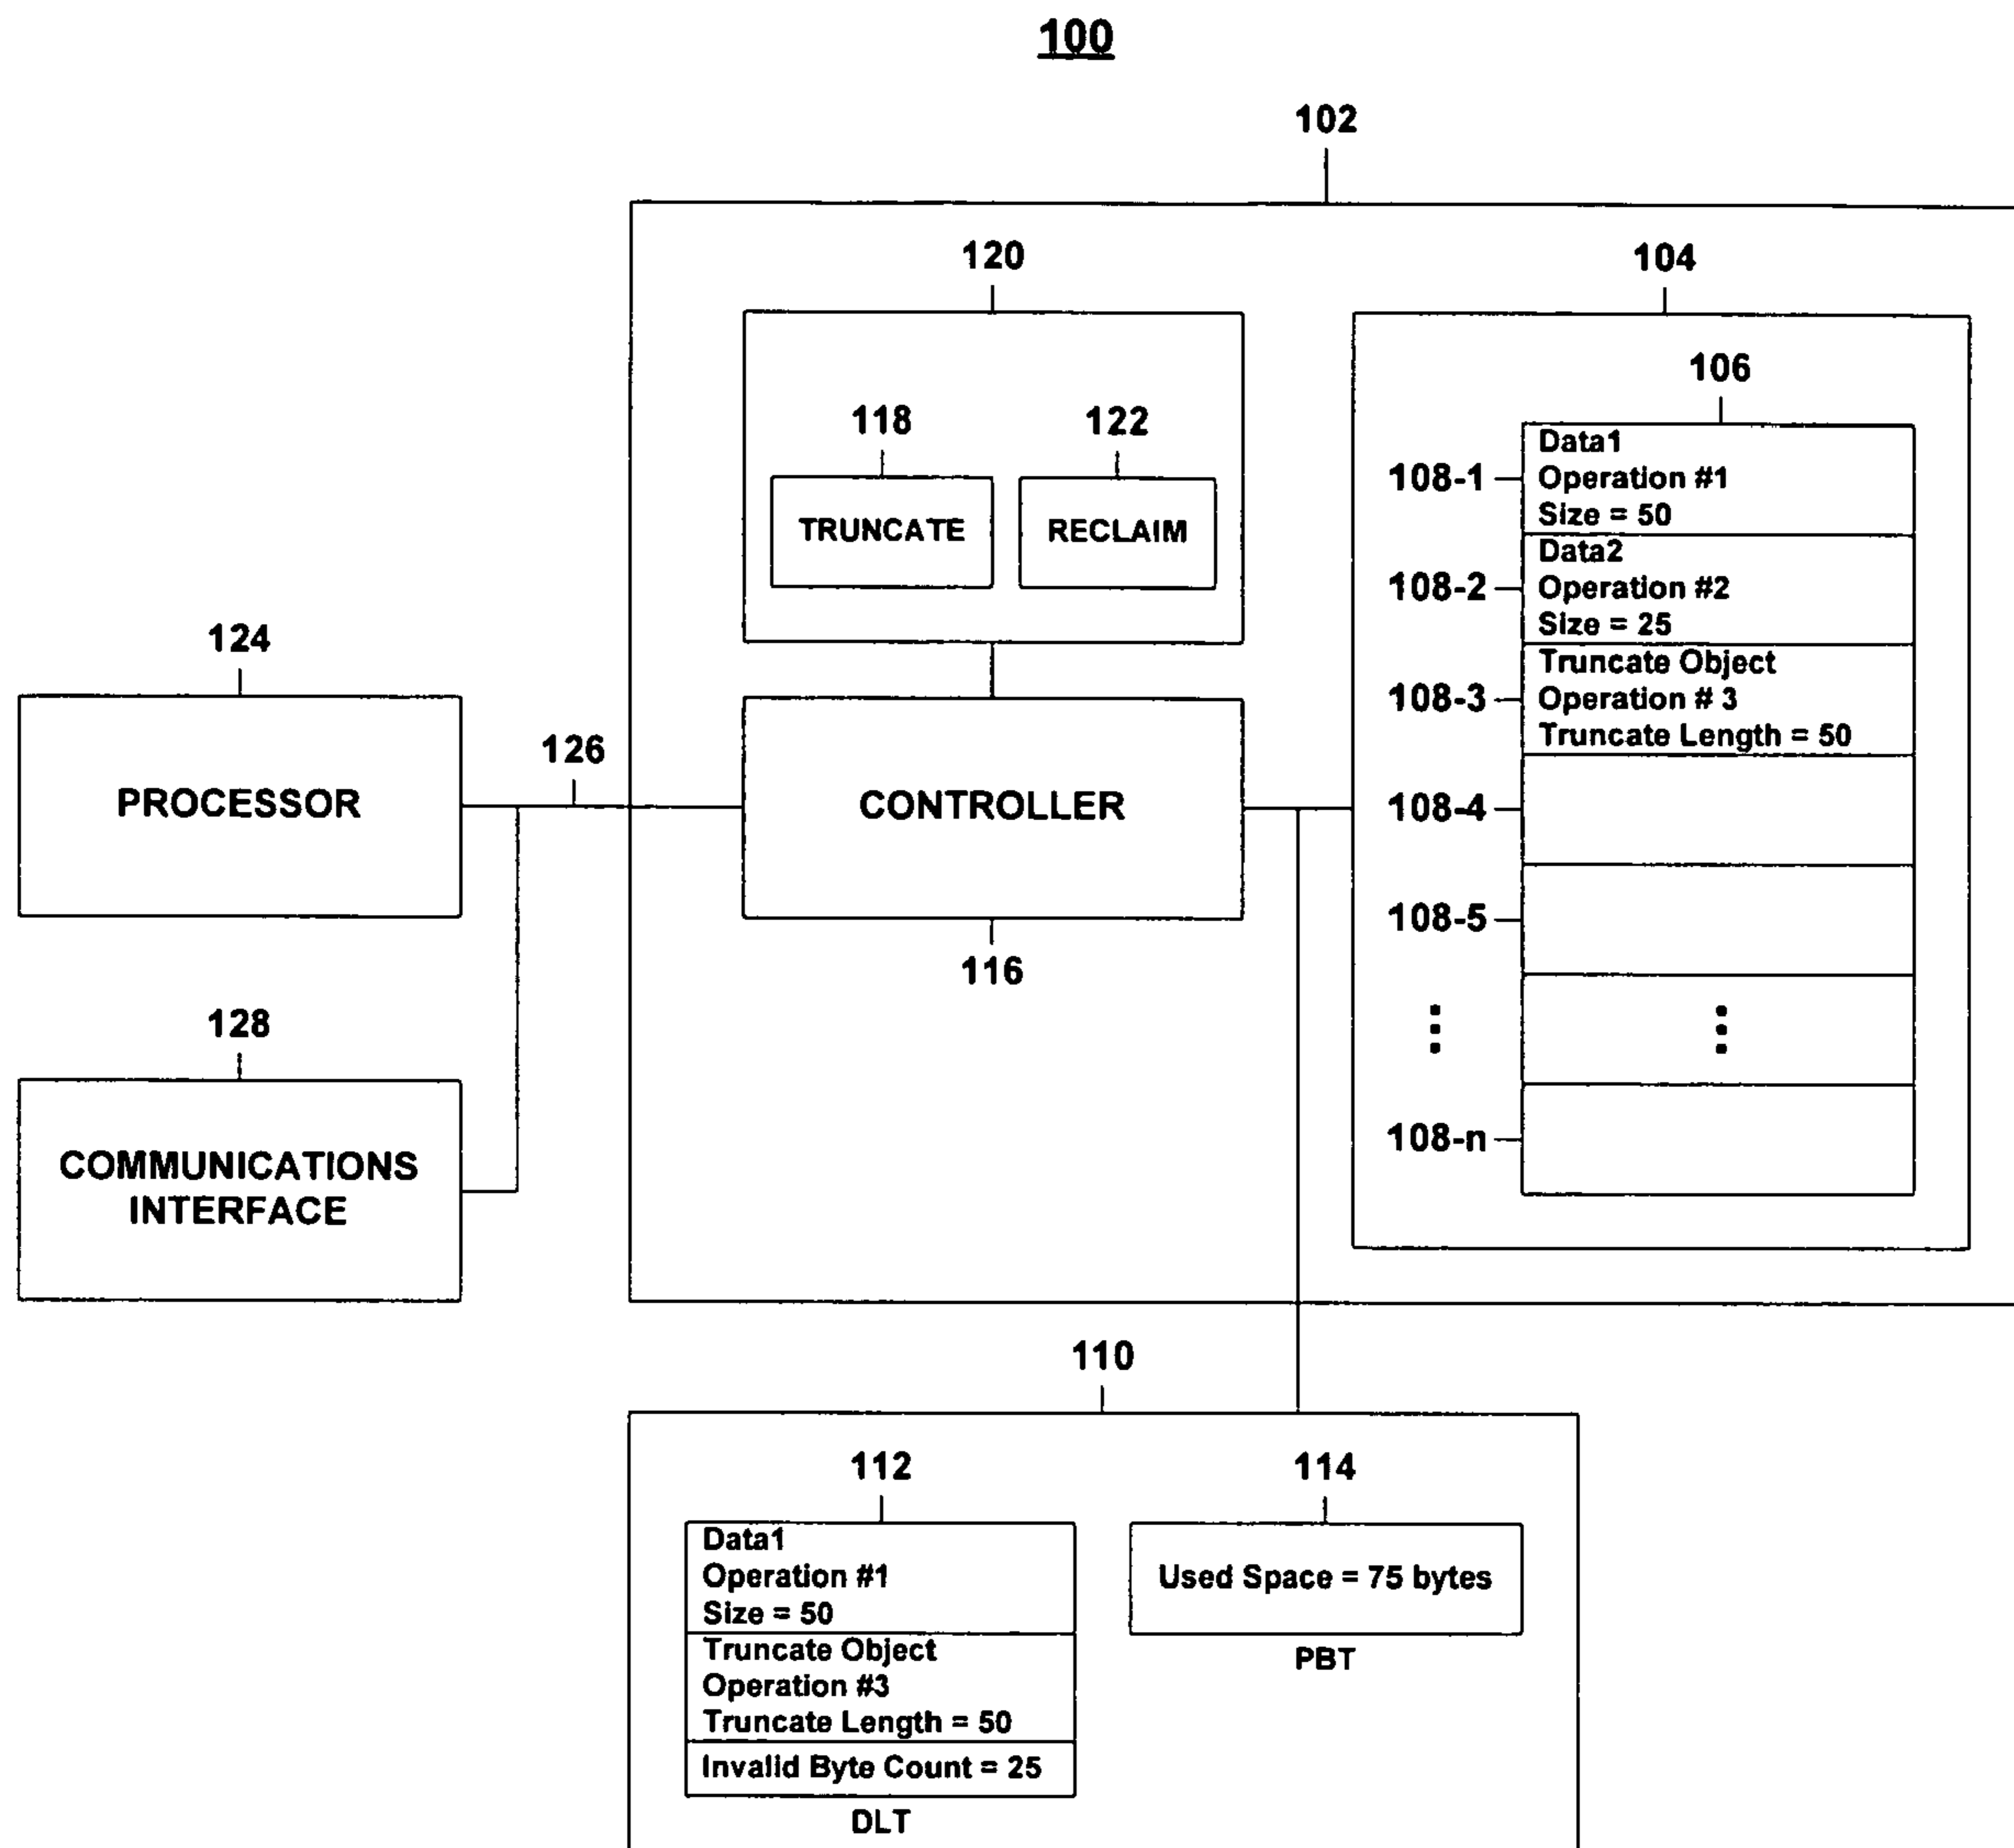 100
102
120
104
106
118
122
TRUNCATE
RECLAIM
108-1
Data1
Operation #1
Size = 50
108-2
Data2
Operation #2
Size = 25
108-3
Truncate Object
Operation # 3
Truncate Length = 50
108-4
108-5
108-n
124
PROCESSOR
126
CONTROLLER
116
128
COMMUNICATIONS
INTERFACE
110
112
Data1
Operation #1
Size = 50
Truncate Object
Operation #3
Truncate Length = 50
Invalid Byte Count = 25
DLT
114
Used Space = 75 bytes
PBT